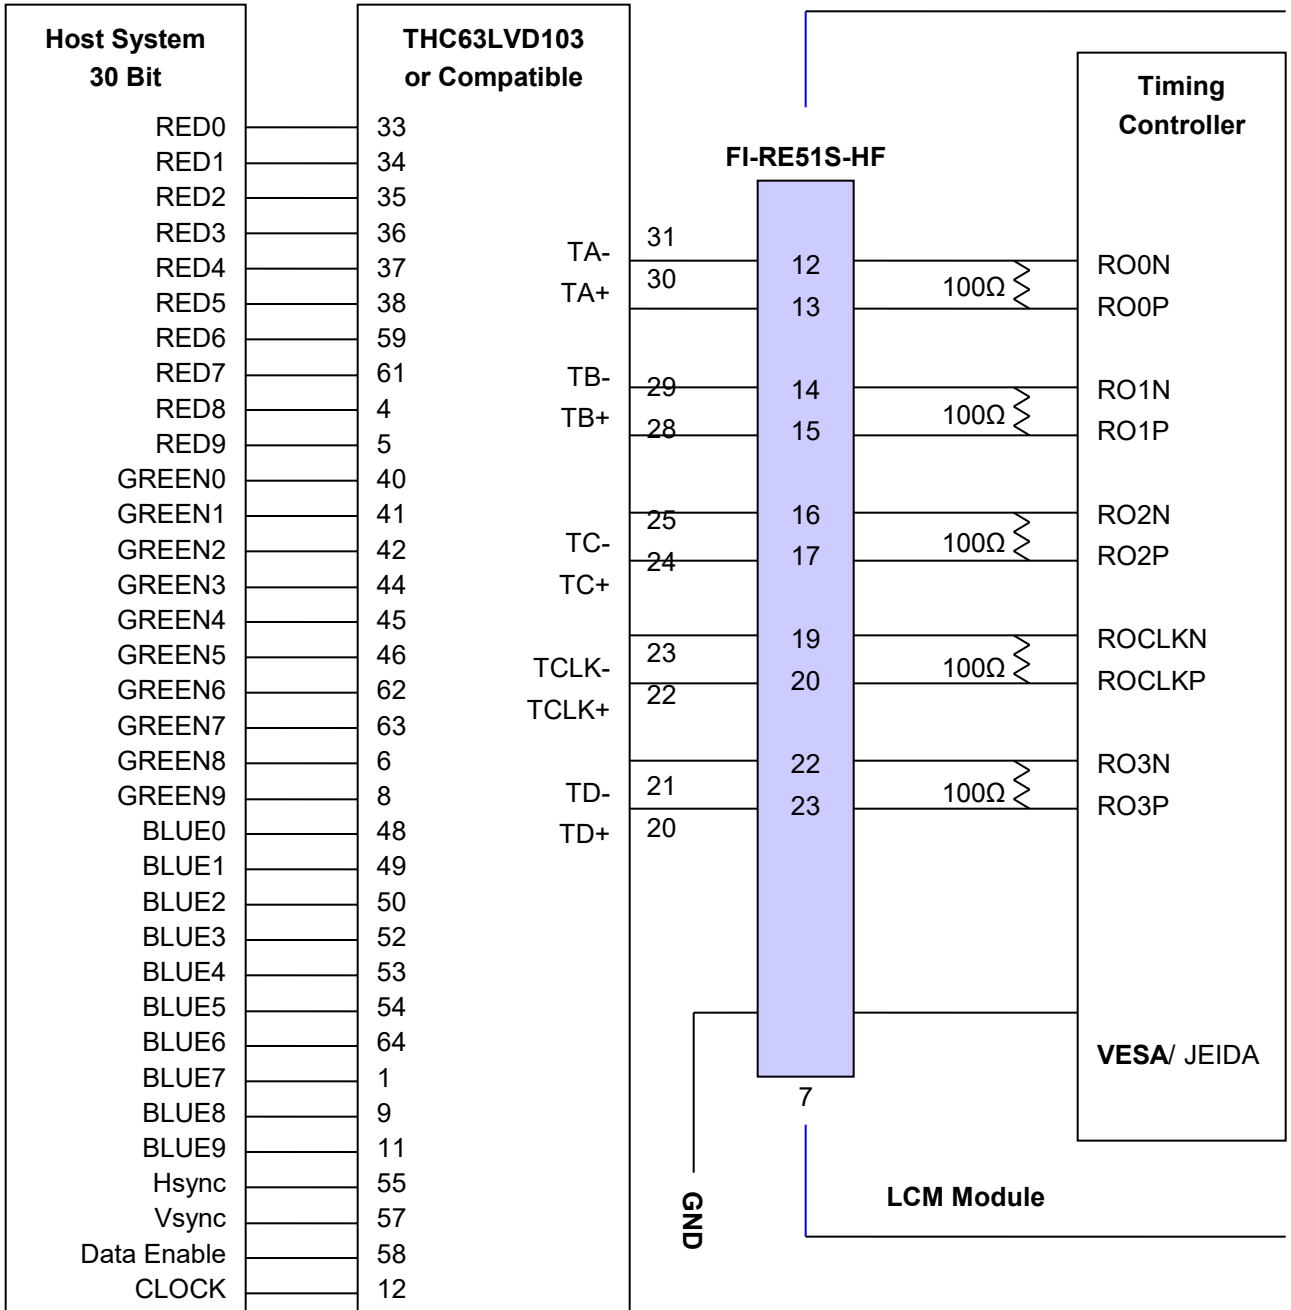 Host System
30 Bit
RED0
RED1
RED2
RED3
RED4
RED5
RED6
RED7
RED8
RED9
GREEN0
GREEN1
GREEN2
GREEN3
GREEN4
GREEN5
GREEN6
GREEN7
GREEN8
GREEN9
BLUE0
BLUE1
BLUE2
BLUE3
BLUE4
BLUE5
BLUE6
BLUE7
BLUE8
BLUE9
Hsync
Vsync
Data Enable
CLOCK
THC63LVD103
or Compatible
33
34
35
36
37
38
59
61
4
5
40
41
42
44
45
46
62
63
6
8
48
49
50
52
53
54
64
1
9
11
55
57
58
12
TA-
TA+
TB-
TB+
TC-
TC+
TCLK-
TCLK+
TD-
TD+
31
30
29
28
25
24
23
22
21
20
GND
FI-RE51S-HF
12
13
14
15
16
17
19
20
22
23
7
100Ω
100Ω
100Ω
100Ω
100Ω
LCM Module
Timing
Controller
RO0N
RO0P
RO1N
RO1P
RO2N
RO2P
ROCLKN
ROCLKP
RO3N
RO3P
VESA/ JEIDA